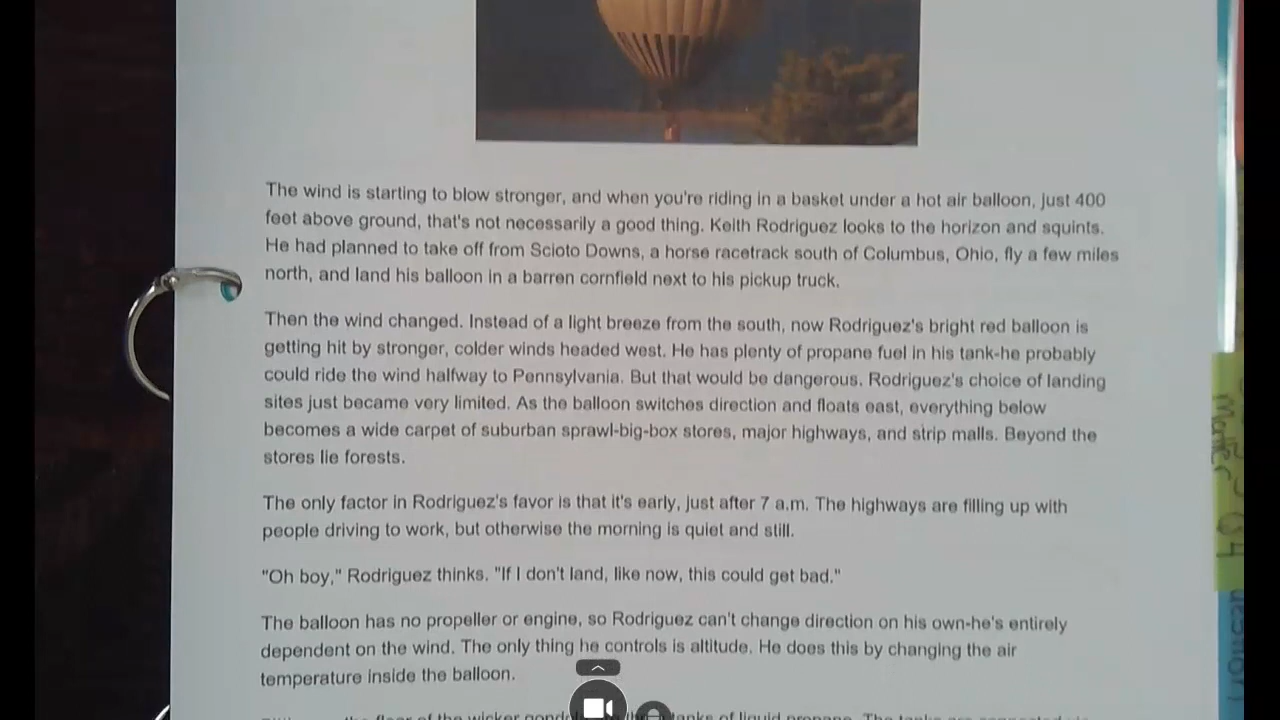 The wind is starting to blow stronger, and when you're riding in a basket under a hot air balloon, just 400
feet above ground, that's not necessarily a good thing. Keith Rodriguez looks to the horizon and squints.
He had planned to take off from Scioto Downs, a horse racetrack south of Columbus, Ohio, fly a few miles
north, and land his balloon in a barren cornfield next to his pickup truck.
Then the wind changed. Instead of a light breeze from the south, now Rodriguez's bright red balloon is
getting hit by stronger, colder winds headed west. He has plenty of propane fuel in his tank-he probably
could ride the wind halfway to Pennsylvania. But that would be dangerous. Rodriguez's choice of landing
sites just became very limited. As the balloon switches direction and floats east, everything below
becomes a wide carpet of suburban sprawl-big-box stores, major highways, and strip malls. Beyond the
stores lie forests.
The only factor in Rodriguez's favor is that it's early, just after 7 a.m. The highways are filling up with
people driving to work, but otherwise the morning is quiet and still.
"Oh boy," Rodriguez thinks. "If I don't land, like now, this could get bad."
The balloon has no propeller or engine, so Rodriguez can't change direction on his own-he's entirely
dependent on the wind. The only thing he controls is altitude. He does this by changing the air
temperature inside the balloon.
the floor of the wicker tanks of liquid propane. The tanks are